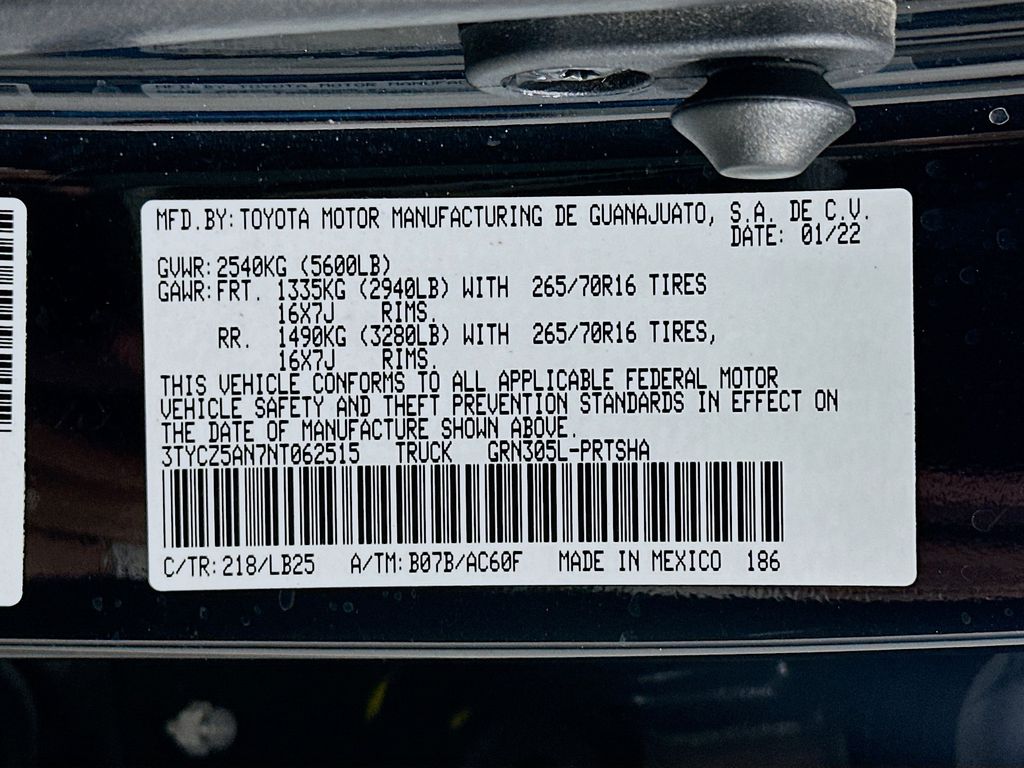 MFD.BY: TOYOTA MOTOR MANUFACTURING DE GUANAJUATO, S.A. DE C.V.
DATE: 01/22
GVWR: 2540KG (5600LB)
GAWR: FRT. 1335KG (2940LB) WITH 265/70R16 TIRES
16X7J RIMS.
RR. 1490KG (3280LB) WITH 265/70R16 TIRES,
16X7J RIMS.
THIS VEHICLE CONFORMS TO ALL APPLICABLE FEDERAL MOTOR
VEHICLE SAFETY AND THEFT PREVENTION STANDARDS IN EFFECT ON
THE DATE OF MANUFACTURE SHOWN ABOVE.
3TYCZ5AN7NT062515 TRUCK GRN305L-PRTSHA
C/TR: 218/LB25 A/TM: B07B/AC60F MADE IN MEXICO 186